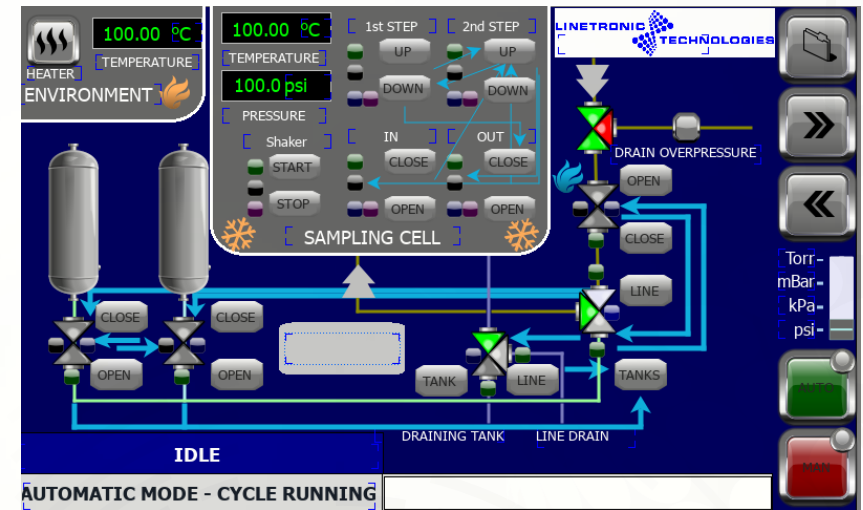 100.00 °C
HEATER
TEMPERATURE
ENVIRONMENT
100.00 °C
TEMPERATURE
100.0 psi
PRESSURE
Shaker
START
STOP
1st STEP
UP
DOWN
2nd STEP
UP
DOWN
IN
CLOSE
OPEN
OUT
CLOSE
OPEN
SAMPLING CELL
LINETRONIC
TECHNOLOGIES
DRAIN OVERPRESSURE
OPEN
CLOSE
LINE
CLOSE
CLOSE
OPEN
OPEN
TANK
LINE
TANKS
DRAINING TANK
LINE DRAIN
Torr
mBar
kPa
psi
AUTO
MAN
IDLE
AUTOMATIC MODE - CYCLE RUNNING